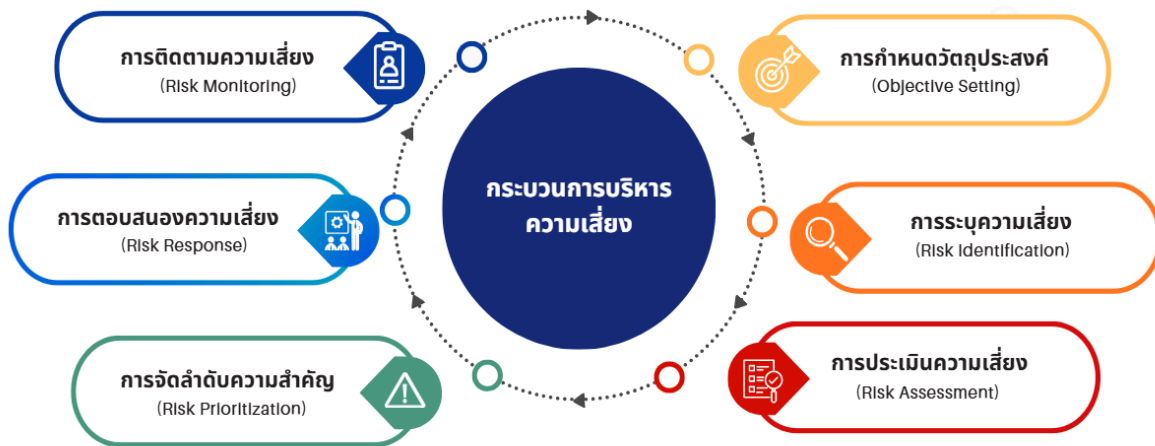 การติดตามความเสี่ยง
(Risk Monitoring)
การกำหนดวัตถุประสงค์
(Objective Setting)
กระบวนการบริหาร
ความเสี่ยง
การตอบสนองความเสี่ยง
(Risk Response)
การระบุความเสี่ยง
(Risk Identification)
การจัดลำดับความสำคัญ
(Risk Prioritization)
การประเมินความเสี่ยง
(Risk Assessment)